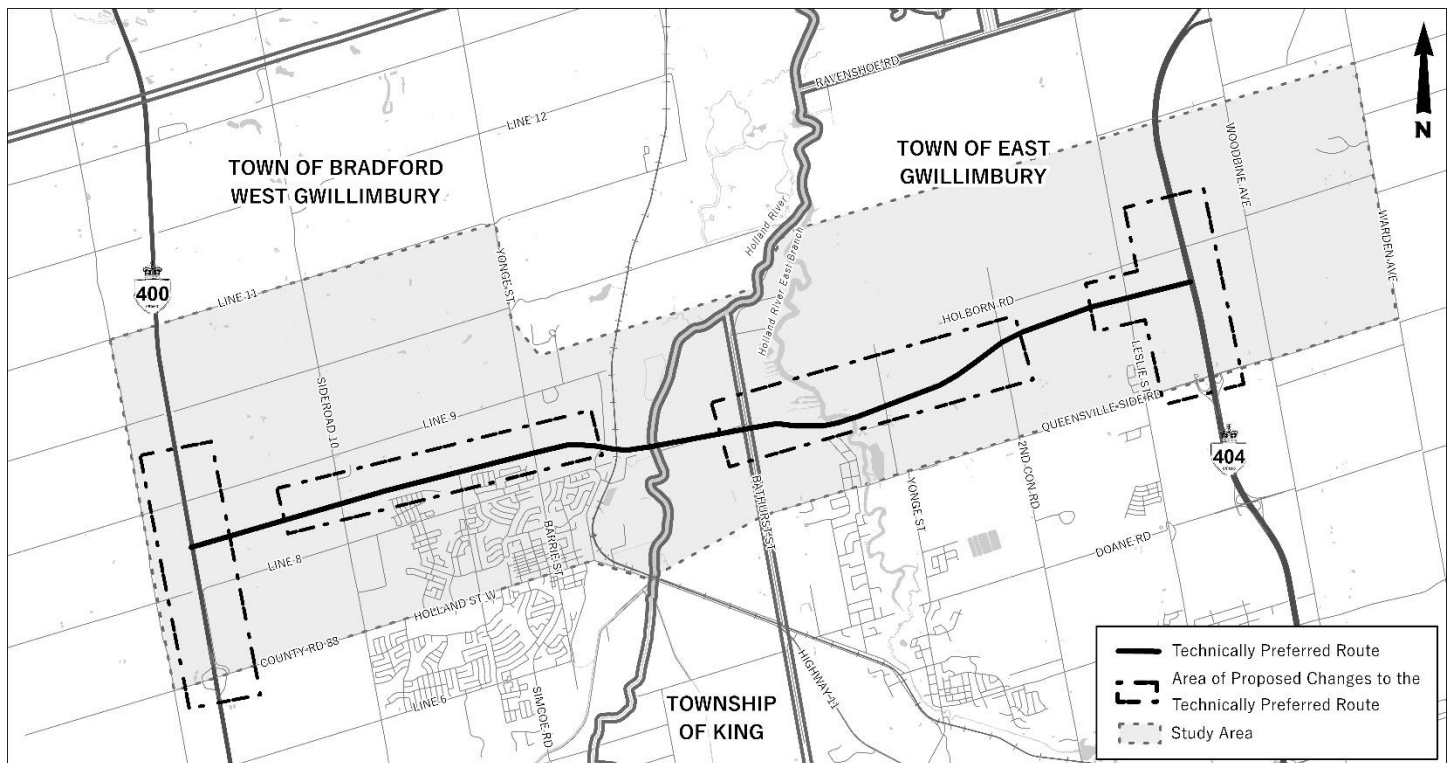 RAVENSHOE RD
N
LINE 12
TOWN OF BRADFORD
WEST GWILLIMBURY
TOWN OF EAST
GWILLIMBURY
WOODBINE AVE
WARDEN AVE
Holland River
Holland River East Branch
YONGE ST.
400
LINE 11
HOLBORN RD
LESLIE ST.
SIDEROAD 10
LINE 9
QUEENSVILLE SIDE RD
404
2ND CON RD
BATHURST ST.
YONGE ST
BARRIE ST.
DOANE RD
LINE 8
HOLLAND ST W
COUNTY RD 88
LINE 6
SIMCOE RD
HIGHWAY 11
TOWNSHIP
OF KING
Technically Preferred Route
Area of Proposed Changes to the
Technically Preferred Route
Study Area